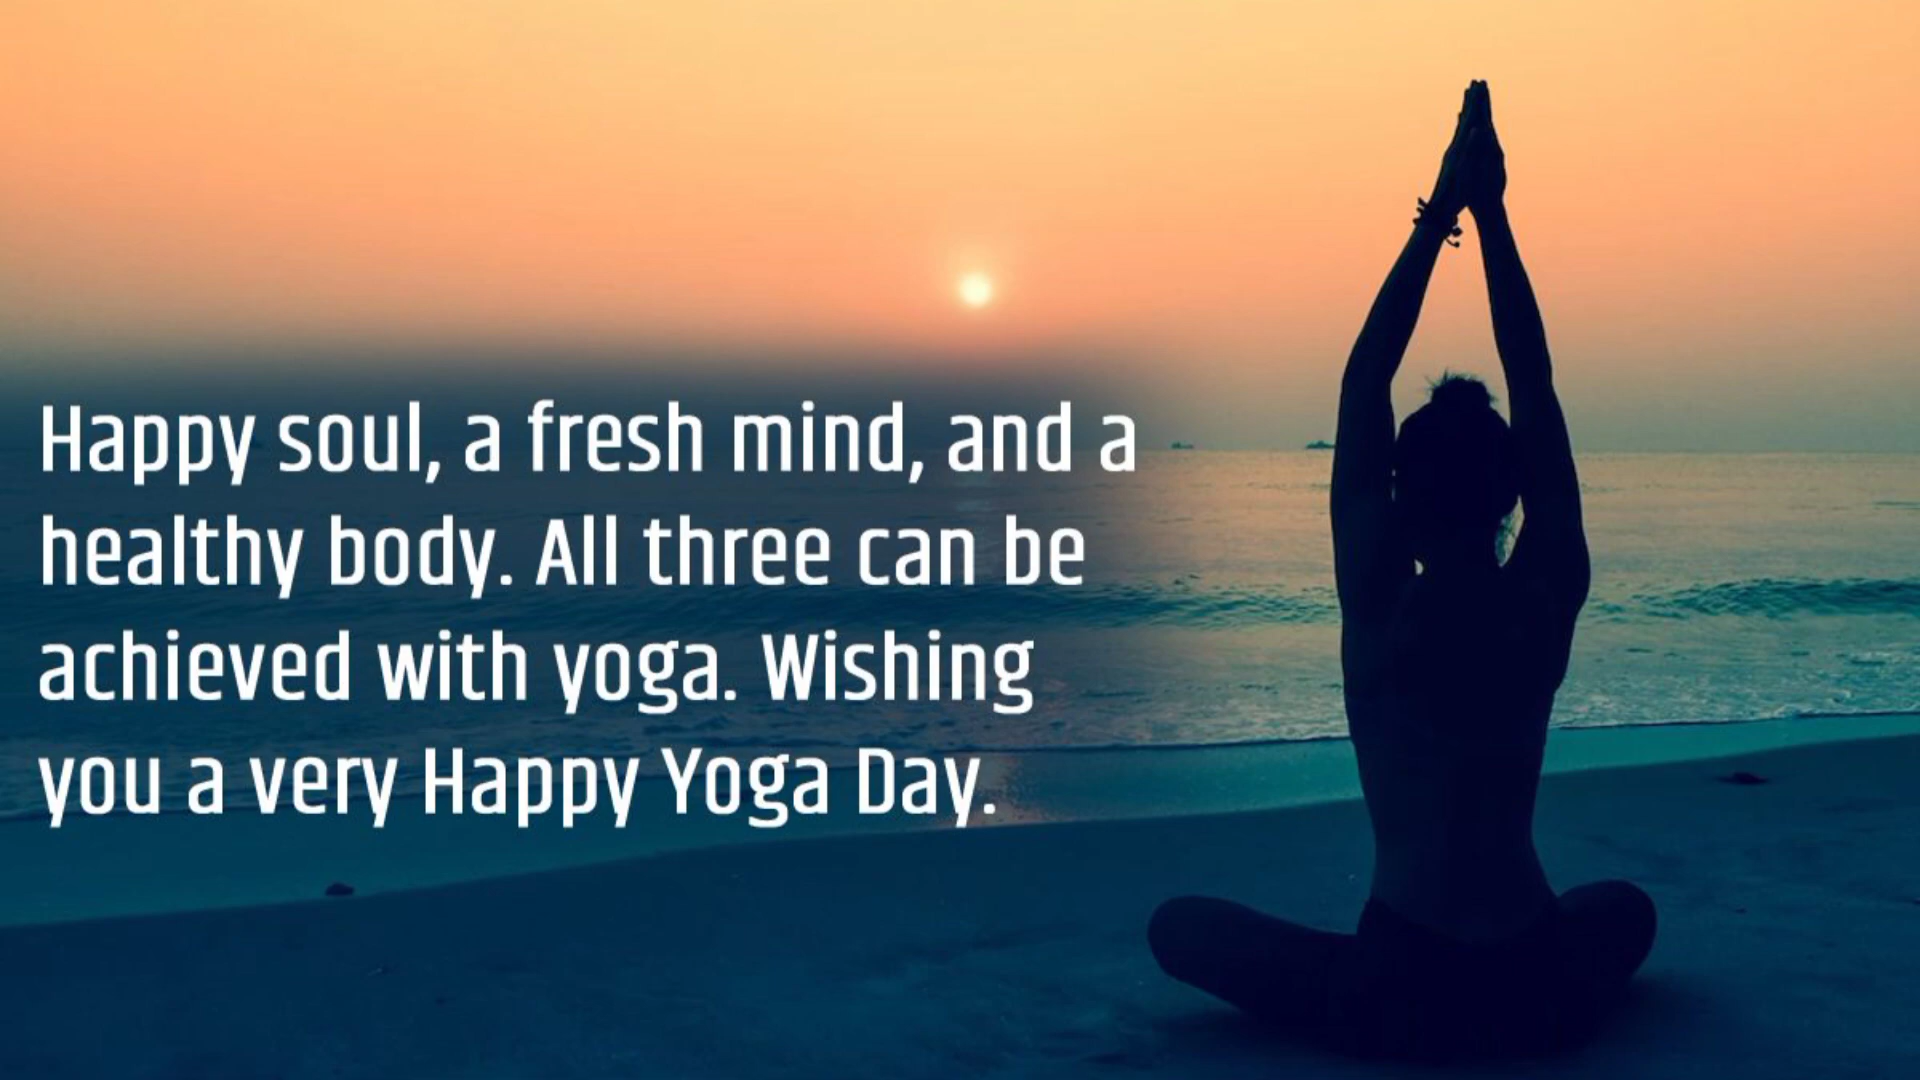 Happy soul, a fresh mind, and a
healthy body. All three can be
achieved with yoga. Wishing
you a very Happy Yoga Day.